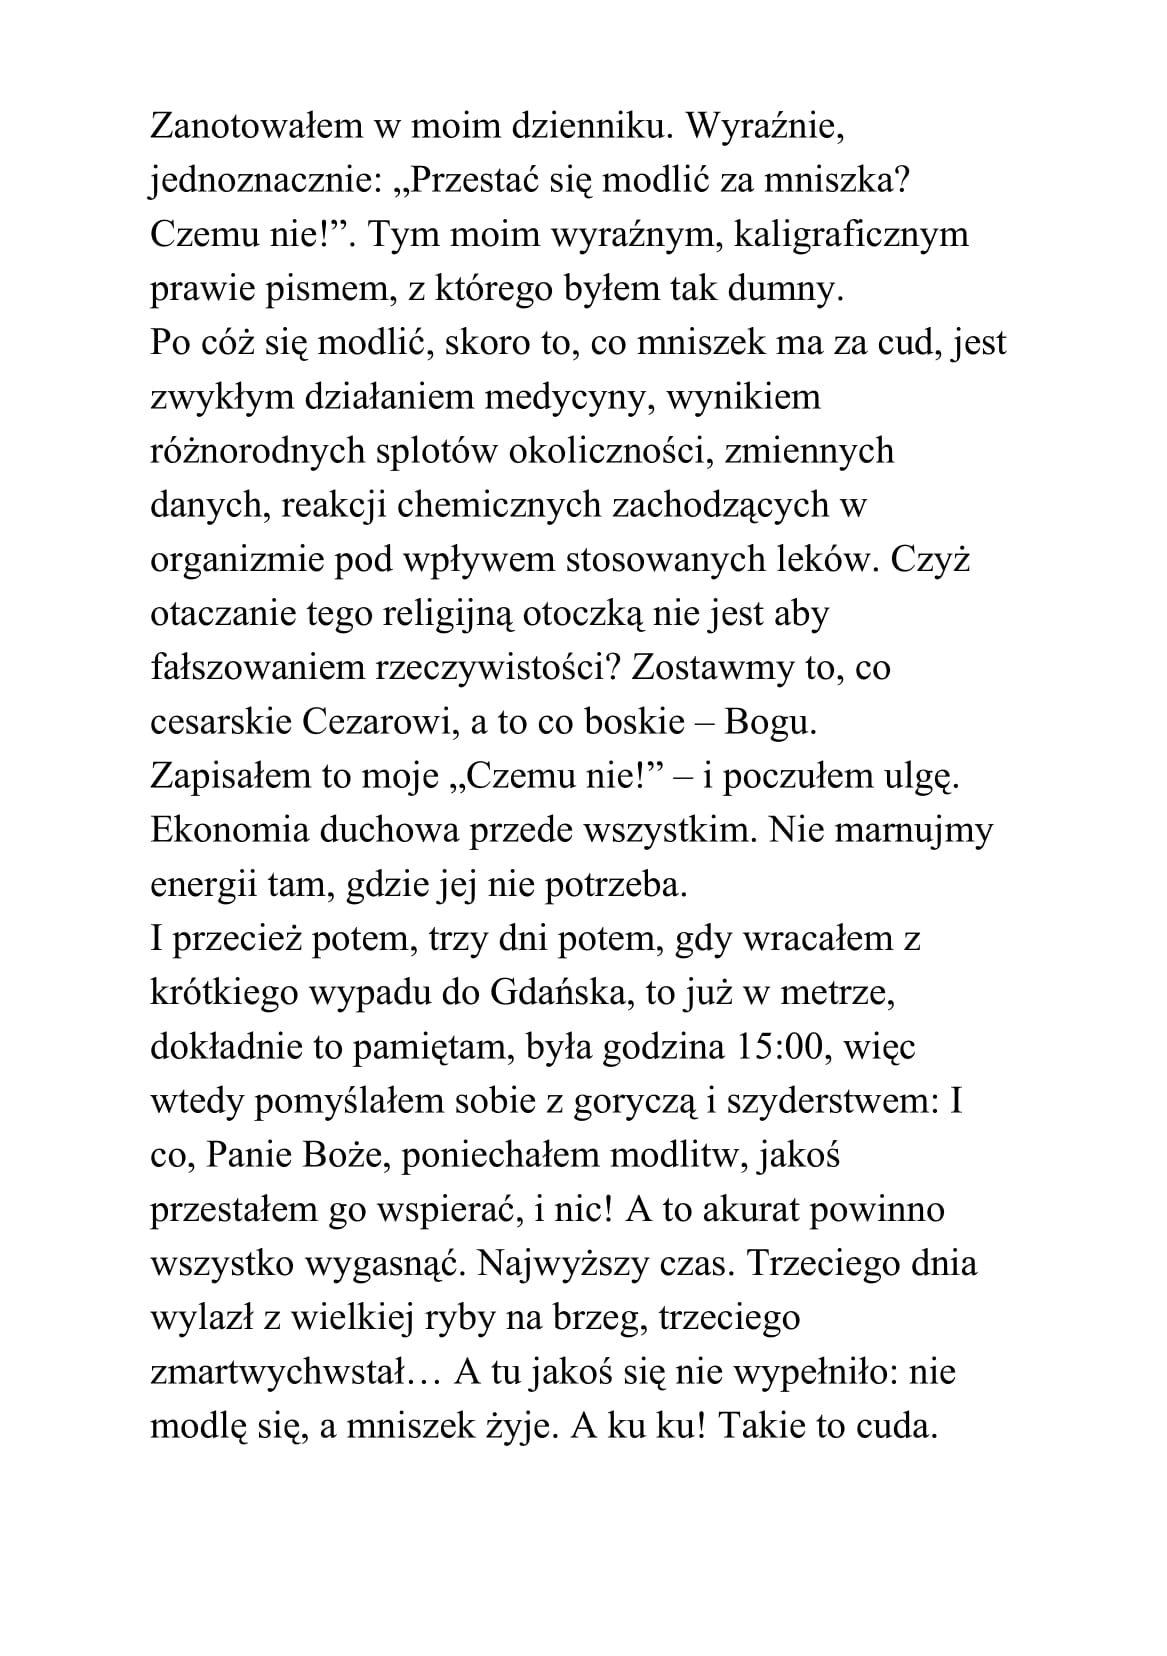 Zanotowałem w moim dzienniku. Wyraźnie,
jednoznacznie: „Przestać się modlić za mniszka?
Czemu nie!”. Tym moim wyraźnym, kaligraficznym
prawie pismem, z którego byłem tak dumny.
Po cóż się modlić, skoro to, co mniszek ma za cud, jest
zwykłym działaniem medycyny, wynikiem
różnorodnych splotów okoliczności, zmiennych
danych, reakcji chemicznych zachodzących w
organizmie pod wpływem stosowanych leków. Czyż
otaczanie tego religijną otoczką nie jest aby
fałszowaniem rzeczywistości? Zostawmy to, co
cesarskie Cezarowi, a to co boskie – Bogu.
Zapisałem to moje „Czemu nie!” – i poczułem ulgę.
Ekonomia duchowa przede wszystkim. Nie marnujmy
energii tam, gdzie jej nie potrzeba.
I przecież potem, trzy dni potem, gdy wracałem z
krótkiego wypadu do Gdańska, to już w metrze,
dokładnie to pamiętam, była godzina 15:00, więc
wtedy pomyślałem sobie z goryczą i szyderstwem: I
co, Panie Boże, poniechałem modlitw, jakoś
przestałem go wspierać, i nic! A to akurat powinno
wszystko wygasnąć. Najwyższy czas. Trzeciego dnia
wylazł z wielkiej ryby na brzeg, trzeciego
zmartwychwstał… A tu jakoś się nie wypełniło: nie
modlę się, a mniszek żyje. A ku ku! Takie to cuda.